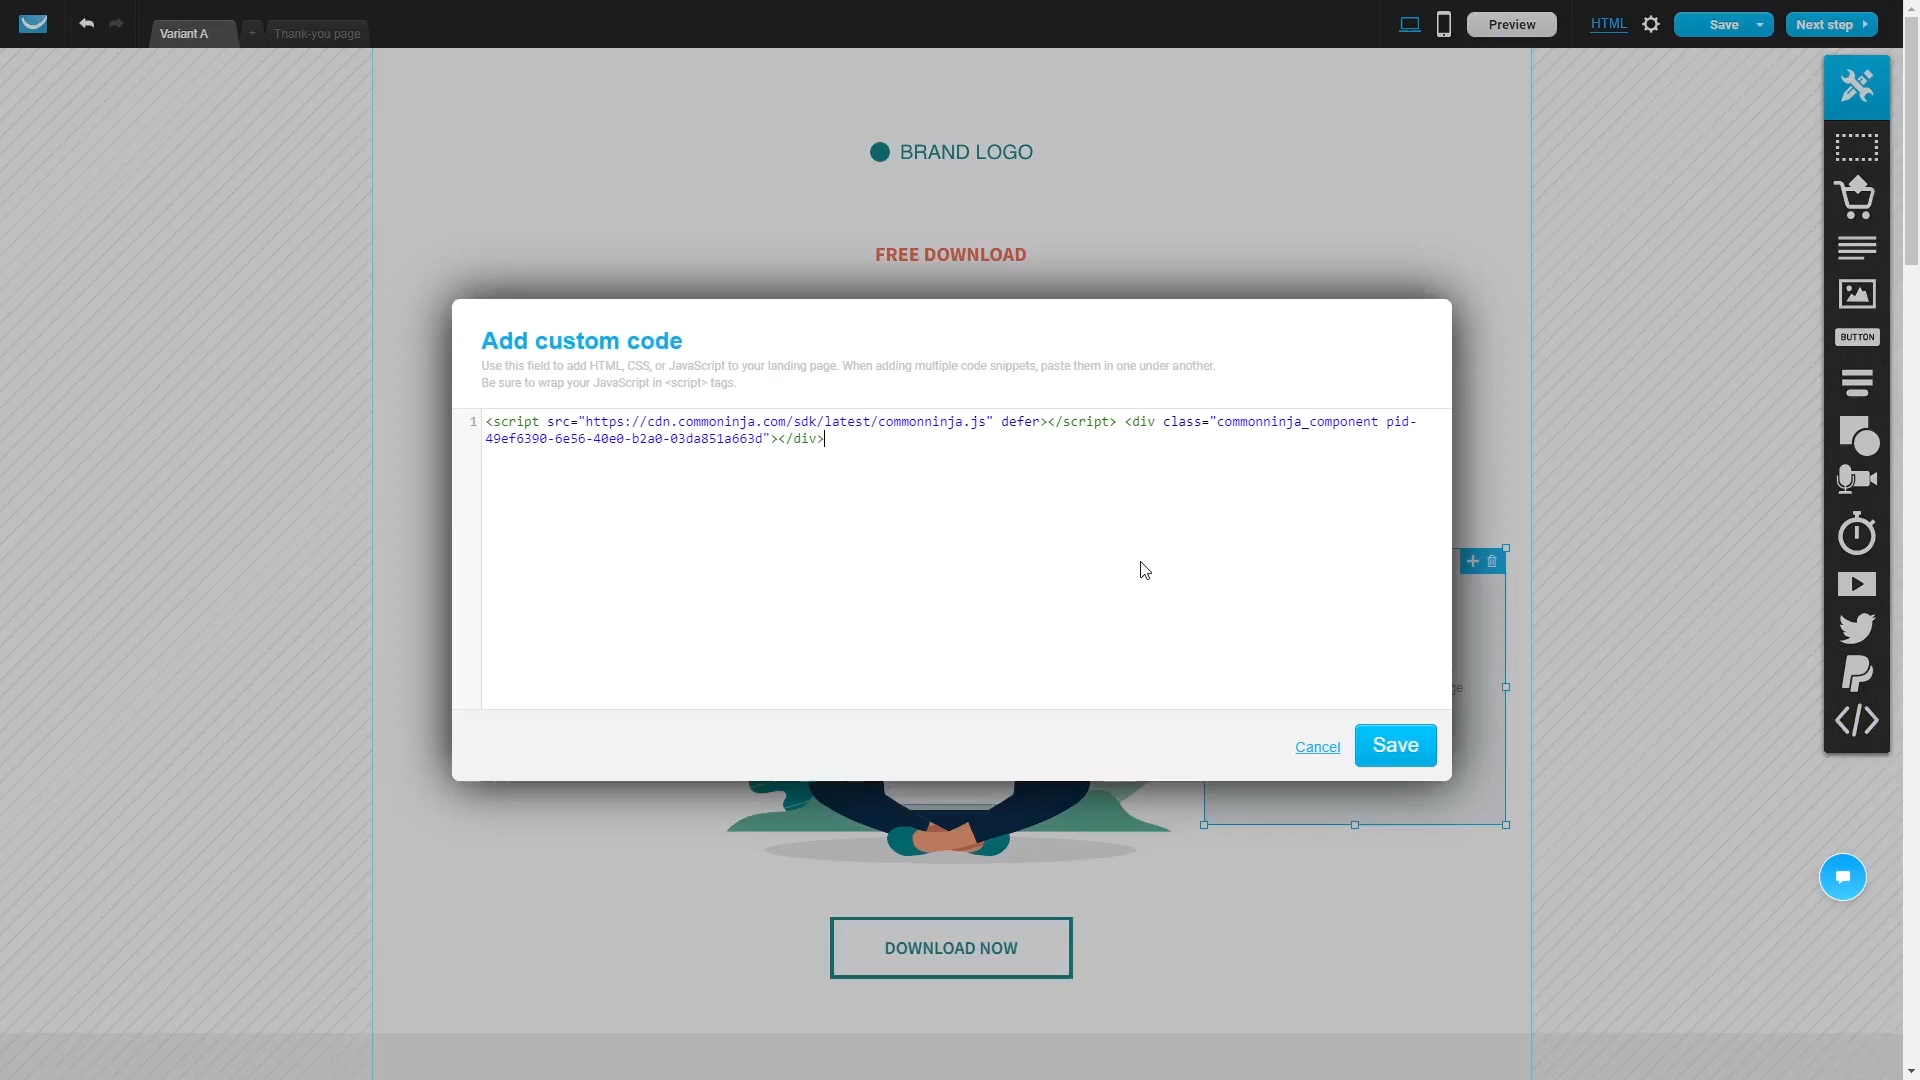 Variant A
+
Thank-you page
Preview
HTML
Save
Next step
BRAND LOGO
FREE DOWNLOAD
Add custom code
Use this field to add HTML, CSS, or JavaScript to your landing page. When adding multiple code snippets, paste them in one under another.
Be sure to wrap your JavaScript in <script> tags.
1 <script src="https://cdn.commoninja.com/sdk/latest/commonninja.js" defer></script> <div class="commonninja_component pid-
49ef6390-6e56-40e0-b2a0-03da851a663d"></div>
BUTTON
Cancel
Save
DOWNLOAD NOW